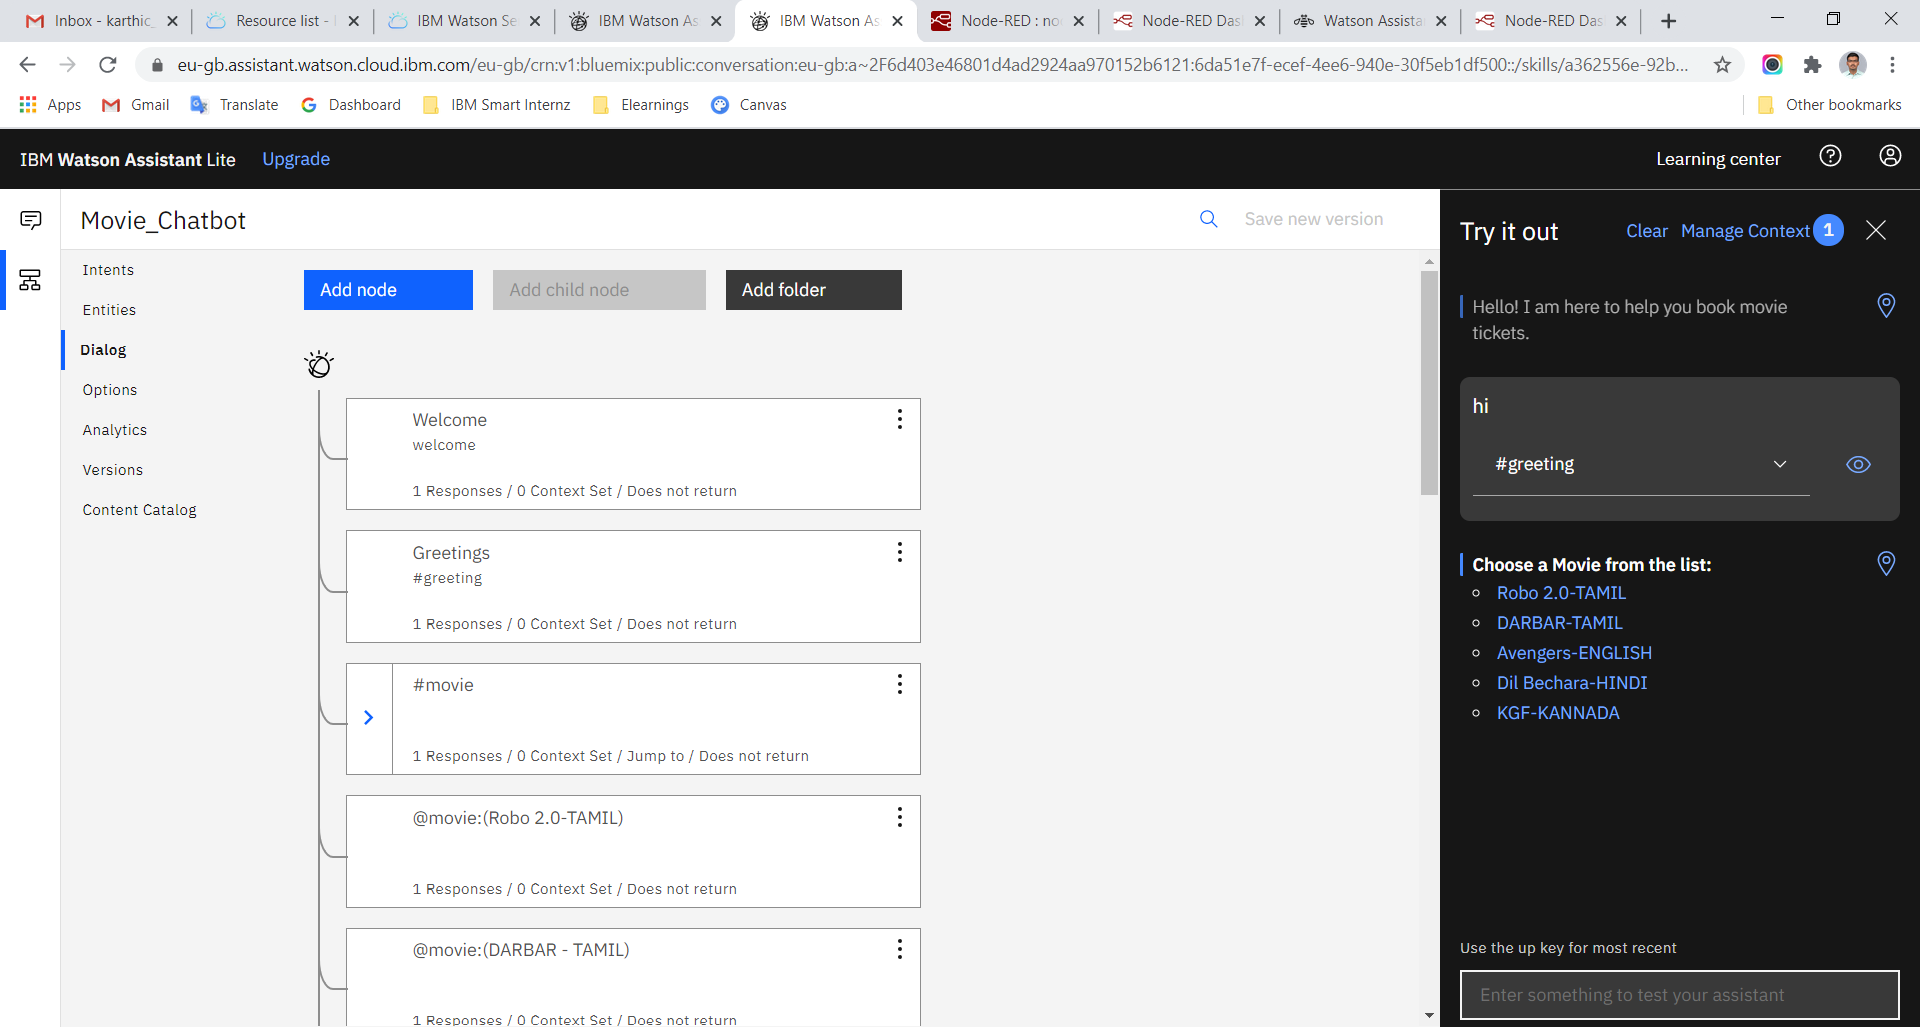 Inbox - karthic_
Resource list -
IBM Watson Se
IBM Watson As
IBM Watson As
Node-RED : no
Node-RED Das
Watson Assista
Node-RED Das
eu-gb.assistant.watson.cloud.ibm.com/eu-gb/crn:v1:bluemix:public:conversation:eu-gb:a~2F6d403e46801d4ad2924aa970152b6121:6da51e7f-ecef-4ee6-940e-30f5eb1df500::/skills/a362556e-92b...
Apps
Gmail
Translate
Dashboard
IBM Smart Internz
Elearnings
Canvas
Other bookmarks
IBM Watson Assistant Lite
Upgrade
Learning center
Movie_Chatbot
Save new version
Intents
Entities
Dialog
Options
Analytics
Versions
Content Catalog
Add node
Add child node
Add folder
Welcome
welcome
1 Responses / 0 Context Set / Does not return
Greetings
#greeting
1 Responses / 0 Context Set / Does not return
#movie
1 Responses / 0 Context Set / Jump to / Does not return
@movie:(Robo 2.0-TAMIL)
1 Responses / 0 Context Set / Does not return
@movie:(DARBAR - TAMIL)
1 Responses / 0 Context Set / Does not return
Try it out
Clear
Manage Context 1
Hello! I am here to help you book movie
tickets.
hi
#greeting
Choose a Movie from the list:
Robo 2.0-TAMIL
DARBAR-TAMIL
Avengers-ENGLISH
Dil Bechara-HINDI
KGF-KANNADA
Use the up key for most recent
Enter something to test your assistant